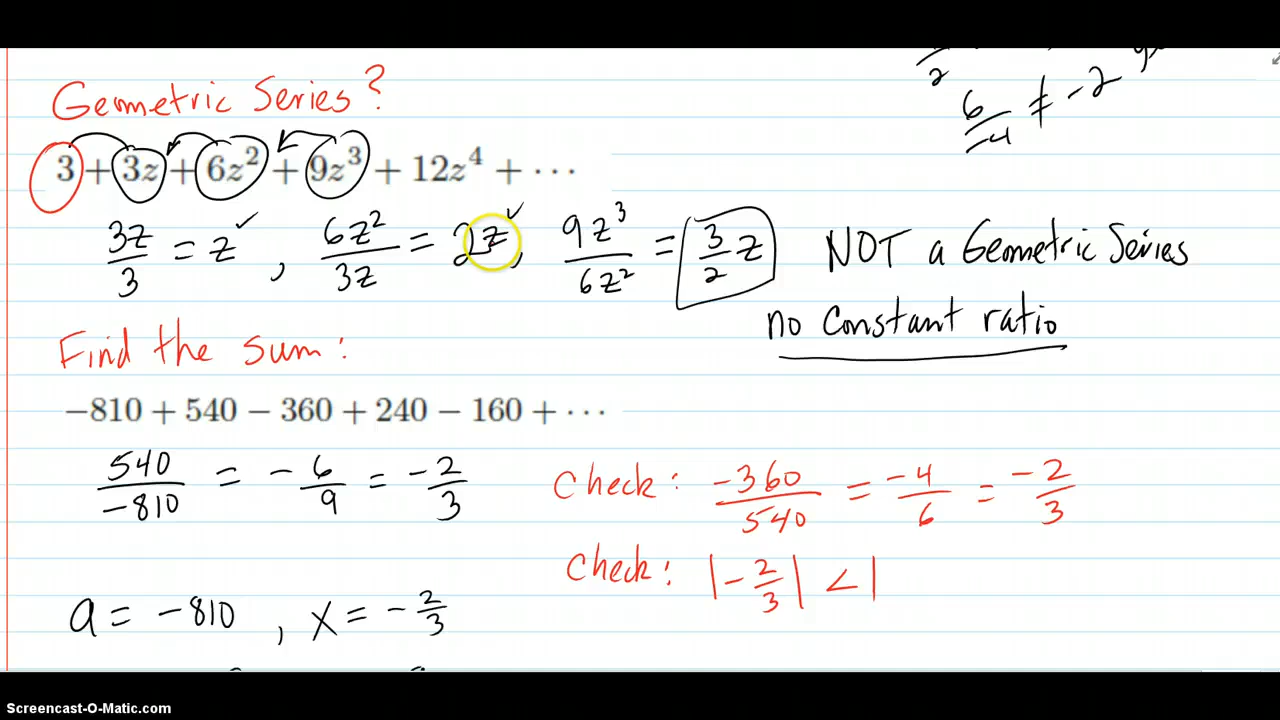 2
6/-4 ≠ -2
Geometric Series?
3 + 3z + 6z² + 9z³ + 12z⁴ + ···
3z/3 = z ✓, 6z²/3z = 2z ✓, 9z³/6z² = 3/2 z NOT a Geometric Series
no constant ratio
Find the sum:
−810 + 540 − 360 + 240 − 160 + ···
540/-810 = -6/9 = -2/3 Check: -360/540 = -4/6 = -2/3
Check: |-2/3| < 1
a = -810, x = -2/3
Screencast-O-Matic.com